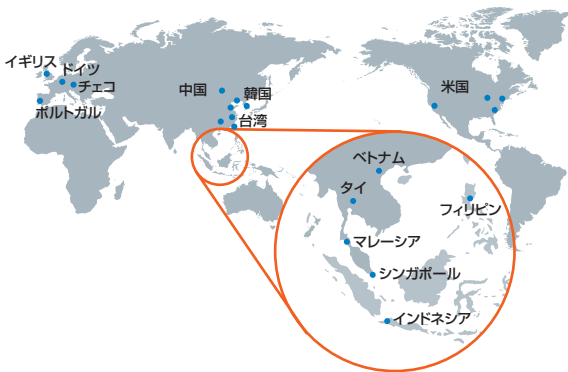 イギリス
ドイツ
チェコ
ポルトガル
中国
韓国
台湾
米国
ベトナム
タイ
フィリピン
マレーシア
シンガポール
インドネシア